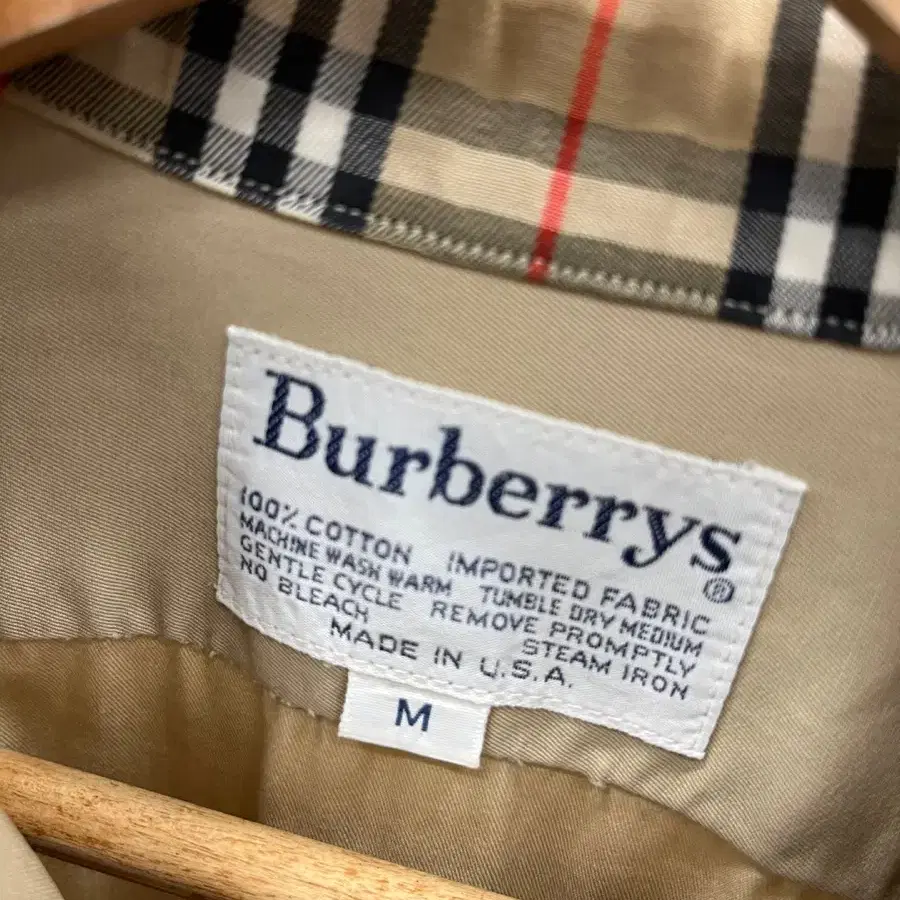 Burberrys®
100% COTTON IMPORTED FABRIC
MACHINE WASH WARM TUMBLE DRY MEDIUM
GENTLE CYCLE REMOVE PROMPTLY
NO BLEACH STEAM IRON
MADE IN U.S.A.
M